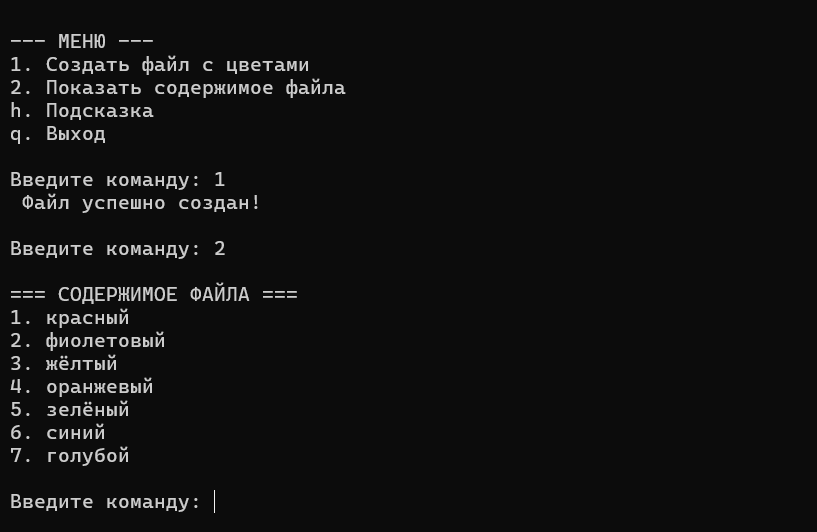 --- МЕНЮ ---
1. Создать файл с цветами
2. Показать содержимое файла
h. Подсказка
q. Выход
Введите команду: 1
Файл успешно создан!
Введите команду: 2
=== СОДЕРЖИМОЕ ФАЙЛА ===
1. красный
2. фиолетовый
3. жёлтый
4. оранжевый
5. зелёный
6. синий
7. голубой
Введите команду: